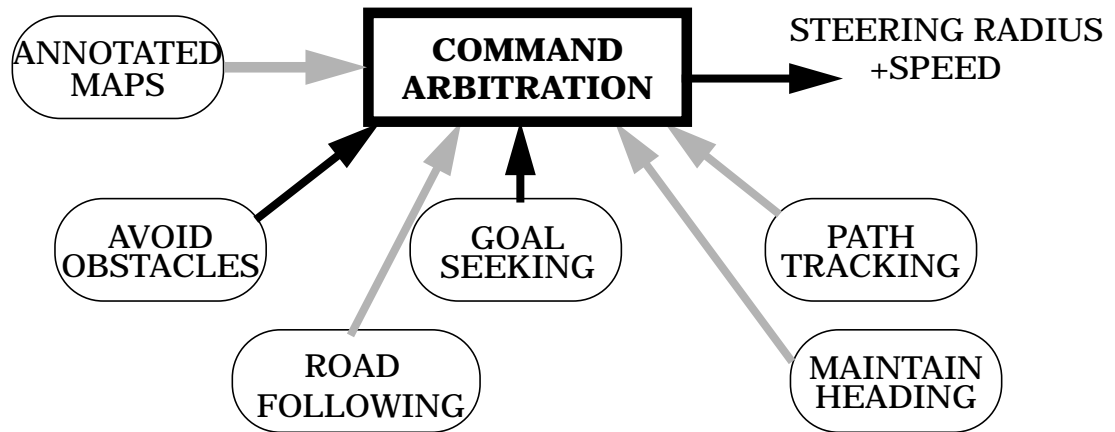 ANNOTATED
MAPS
COMMAND
ARBITRATION
STEERING RADIUS
+SPEED
AVOID
OBSTACLES
GOAL
SEEKING
PATH
TRACKING
ROAD
FOLLOWING
MAINTAIN
HEADING